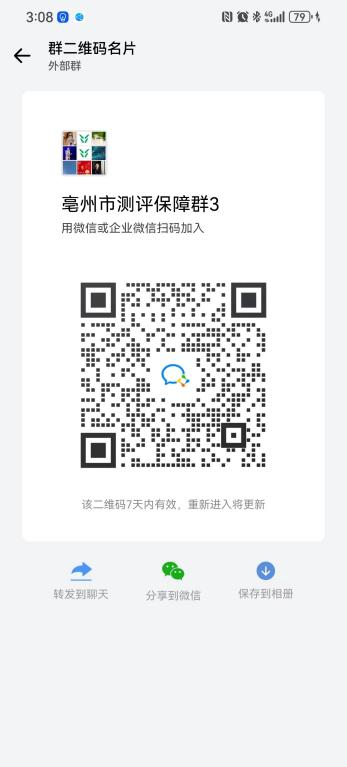 3:08
4G
79
群二维码名片
外部群
亳州市测评保障群3
用微信或企业微信扫码加入
该二维码7天内有效，重新进入将更新
转发到聊天
分享到微信
保存到相册